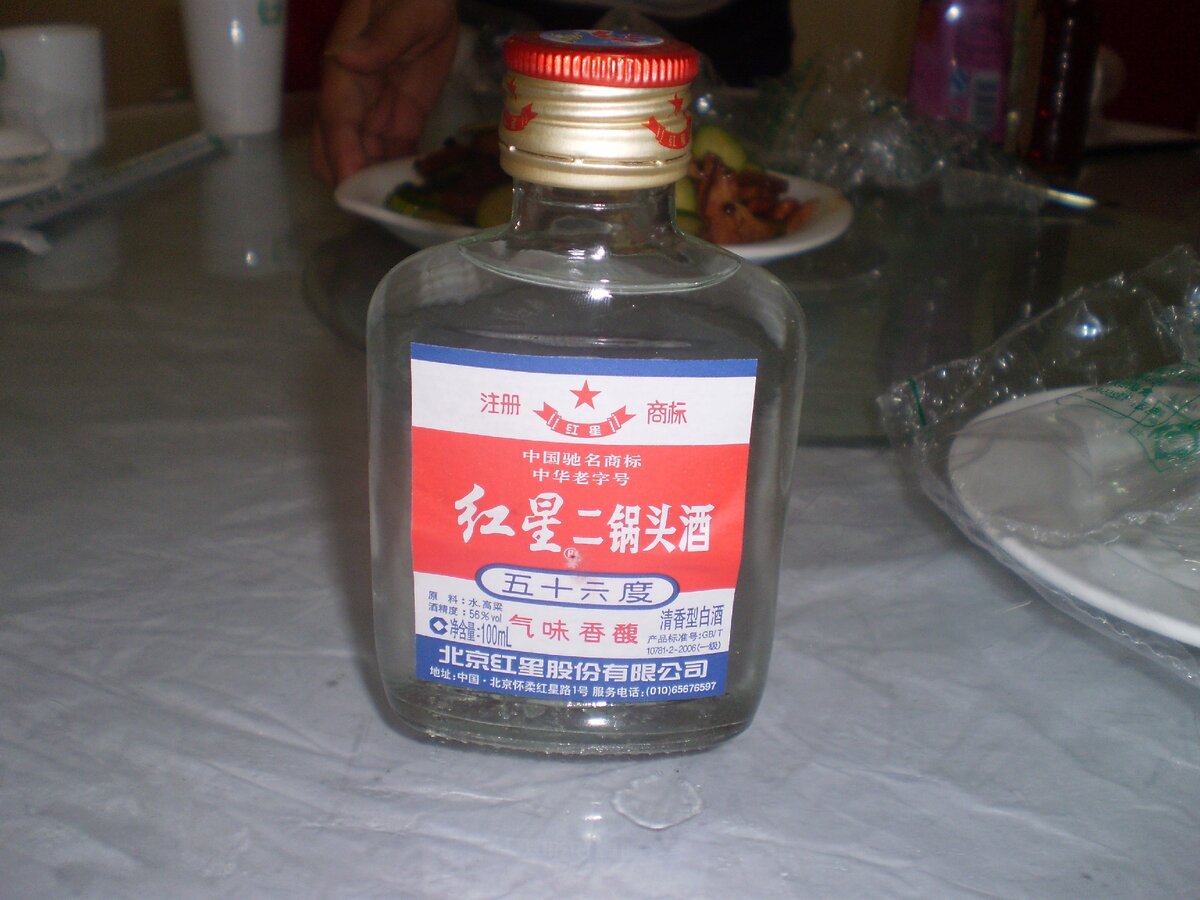 注册 商标
红星
中国驰名商标
中华老字号
红星二锅头酒
®
五十六度
原 料:水、高粱
酒精度:56%vol
净含量:100mL
气味香馥
清香型白酒
产品标准号:GB/T
10781·2-2006(一级)
北京红星股份有限公司
地址:中国·北京怀柔红星路1号 服务电话:(010)65676597